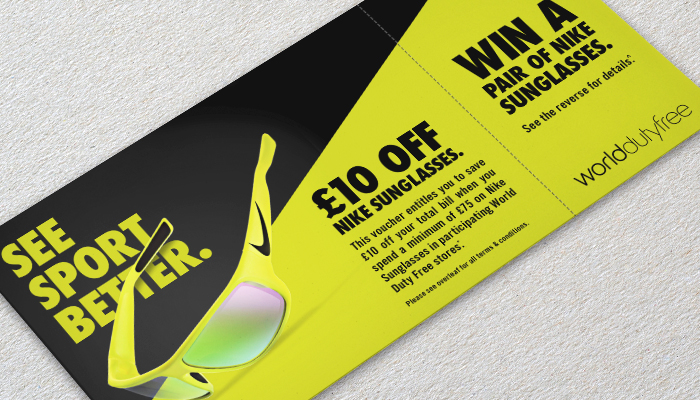 SEE
SPORT
BETTER.
£10 OFF
NIKE SUNGLASSES.
This voucher entitles you to save
£10 off your total bill when you
spend a minimum of £75 on Nike
Sunglasses in participating World
Duty Free stores.*
Please see overleaf for all terms & conditions.
WIN A
PAIR OF NIKE
SUNGLASSES.
See the reverse for details.*
worlddutyfree